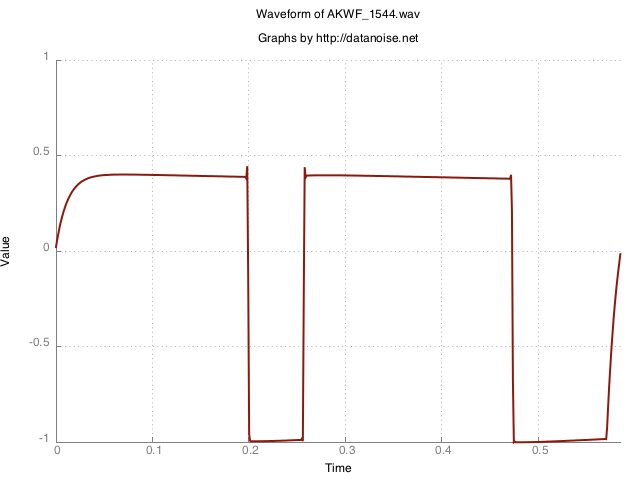 Waveform of AKWF_1544.wav
Graphs by http://datanoise.net
1
0.5
0
-0.5
-1
Value
0 0.1 0.2 0.3 0.4 0.5
Time